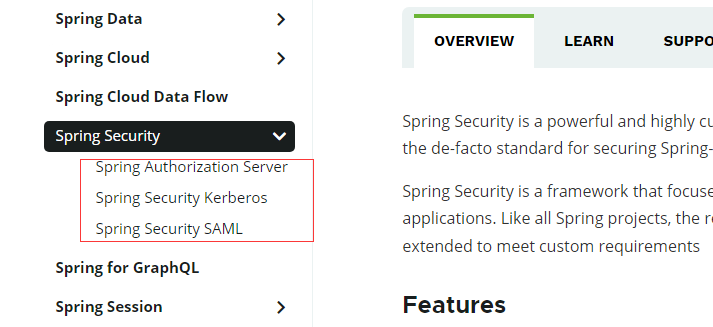 Spring Data
Spring Cloud
Spring Cloud Data Flow
Spring Security
Spring Authorization Server
Spring Security Kerberos
Spring Security SAML
Spring for GraphQL
Spring Session
OVERVIEW LEARN SUPPO
Spring Security is a powerful and highly cu
the de-facto standard for securing Spring-
Spring Security is a framework that focuse
applications. Like all Spring projects, the r
extended to meet custom requirements
Features